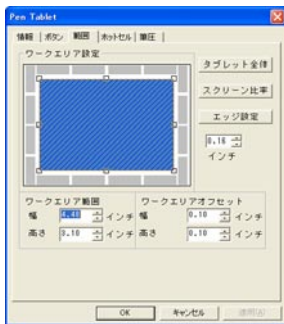 Pen Tablet
情報 ボタン 範囲 ホットセル 筆圧
ワークエリア設定
タブレット全体
スクリーン比率
エッジ設定
0.16
インチ
ワークエリア範囲
幅 インチ
高さ 3.10 インチ
ワークエリアオフセット
幅 0.10 インチ
高さ 0.10 インチ
OK キャンセル 適用(A)